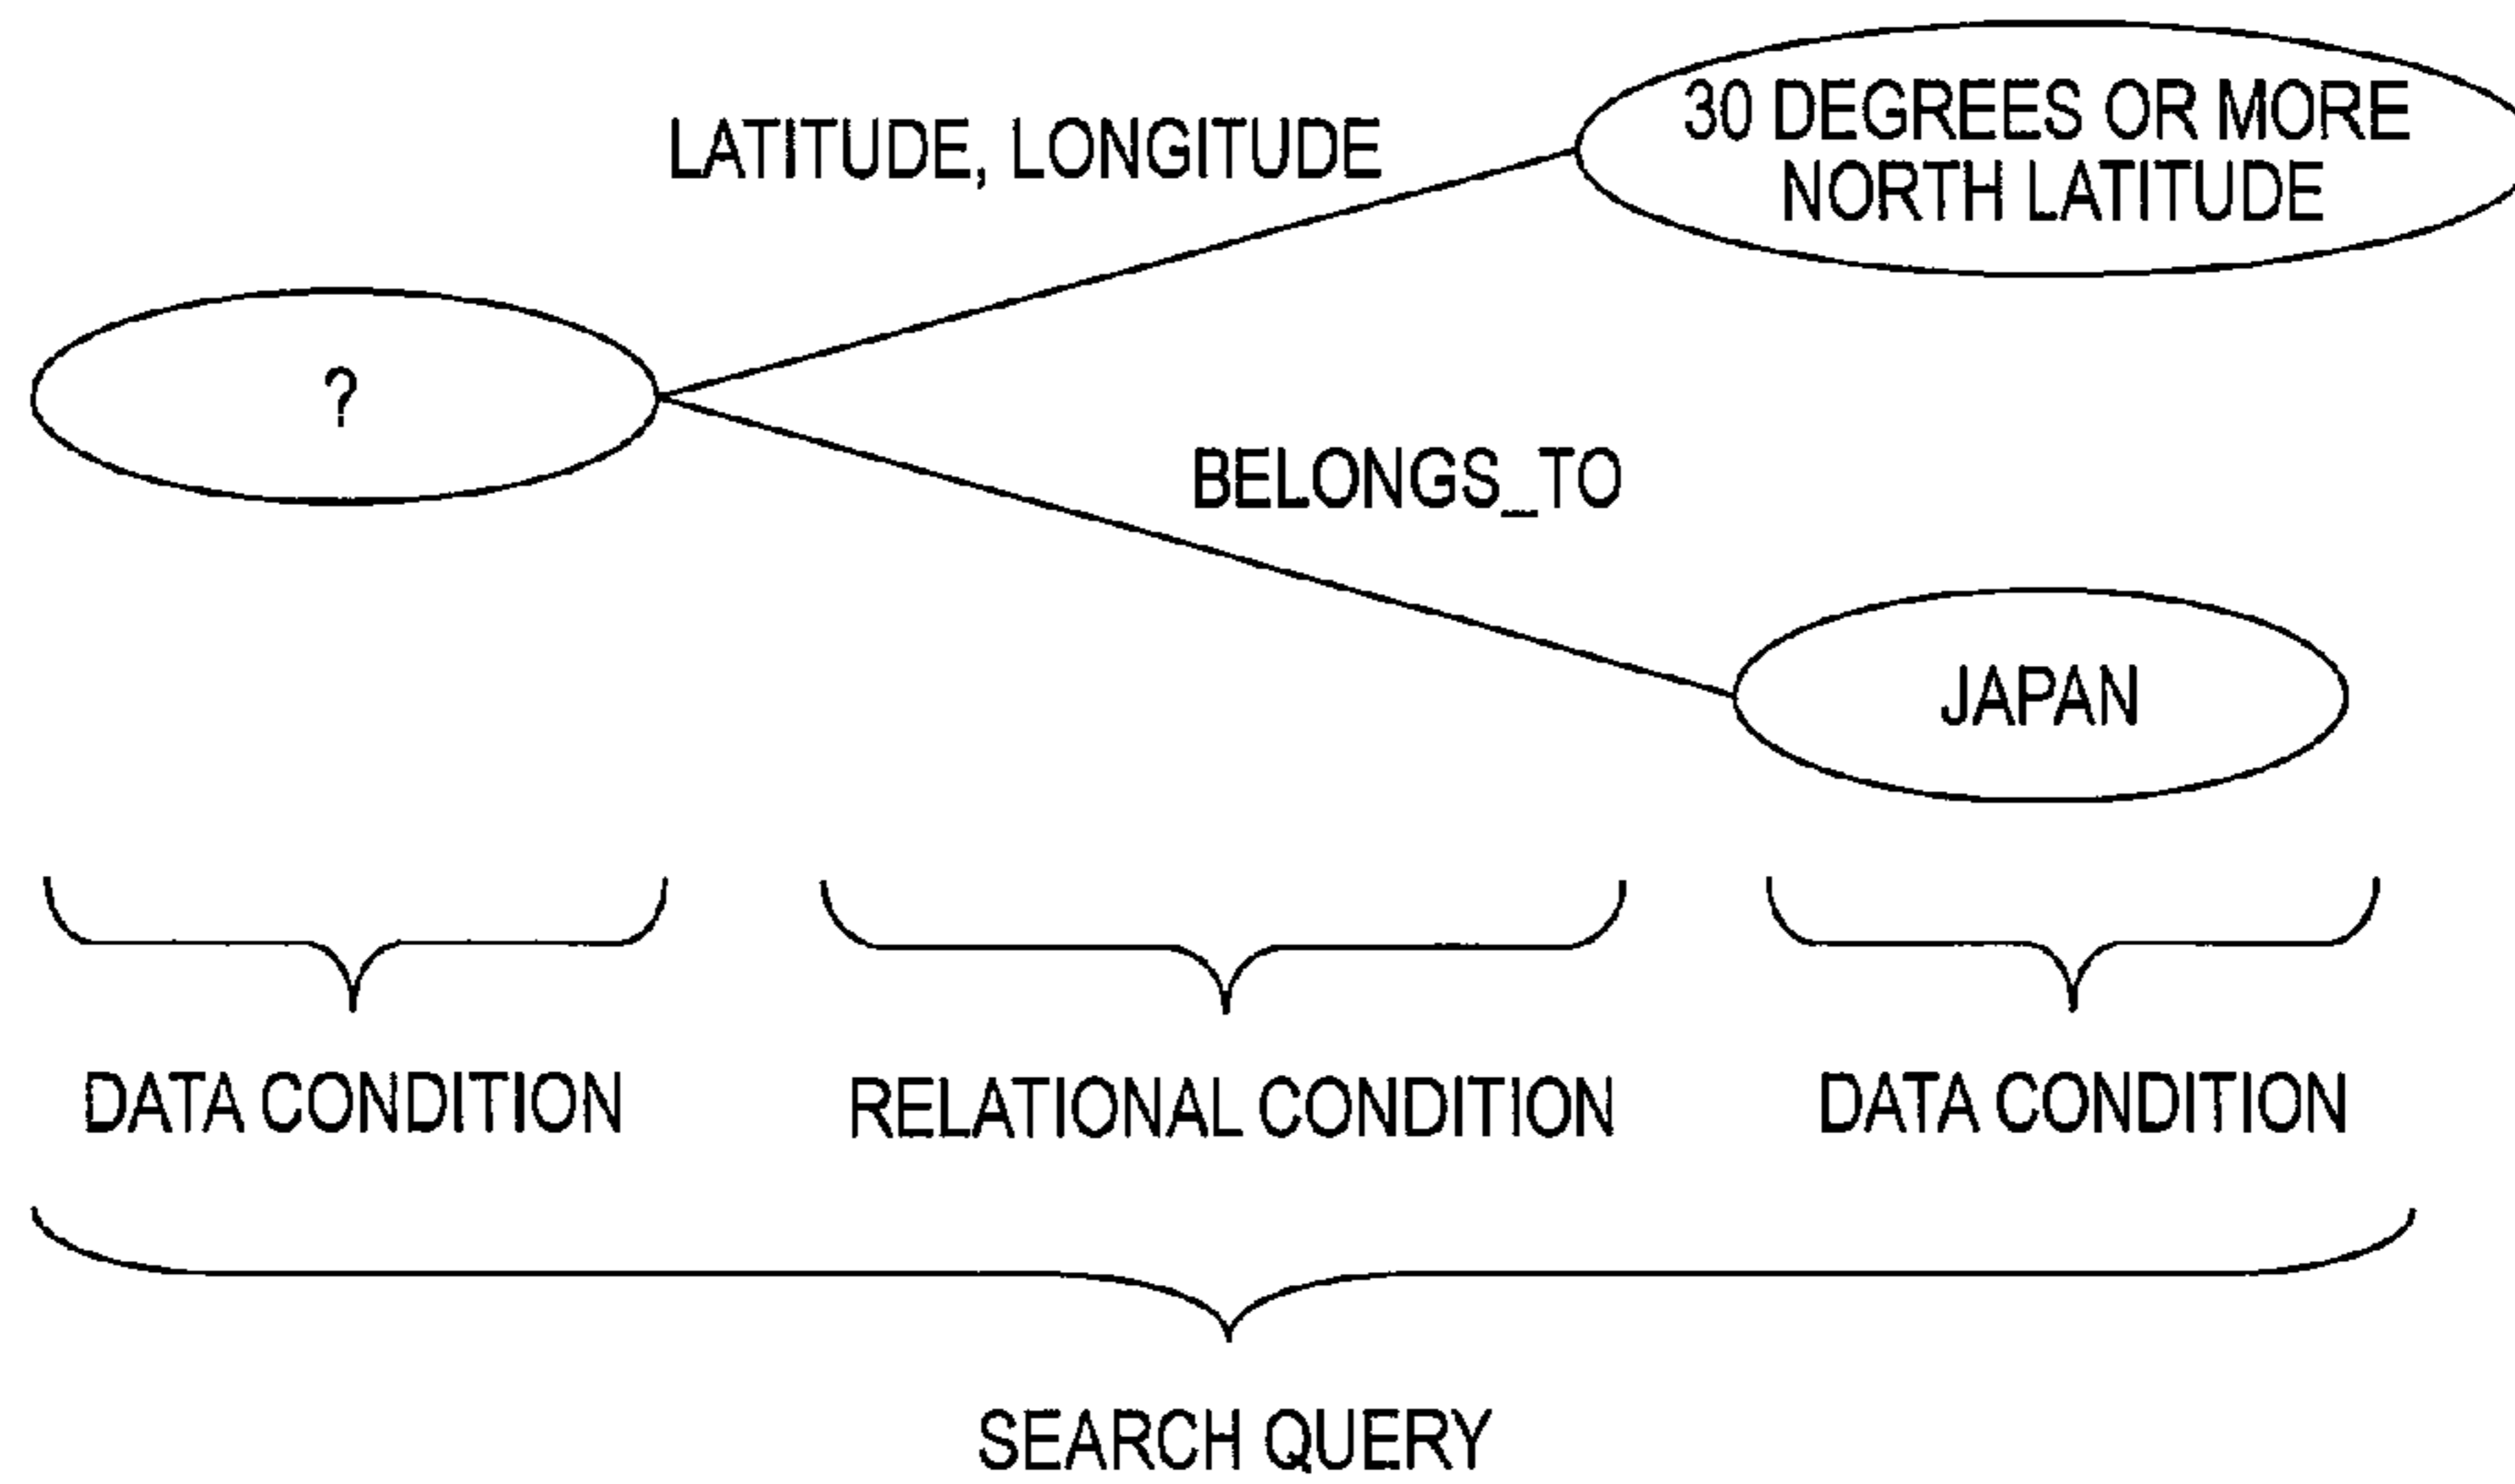 30 DEGREES OR MORE
NORTH LATITUDE
LATITUDE, LONGITUDE
?
BELONGS_TO
JAPAN
DATA CONDITION
RELATIONAL CONDITION
DATA CONDITION
SEARCH QUERY